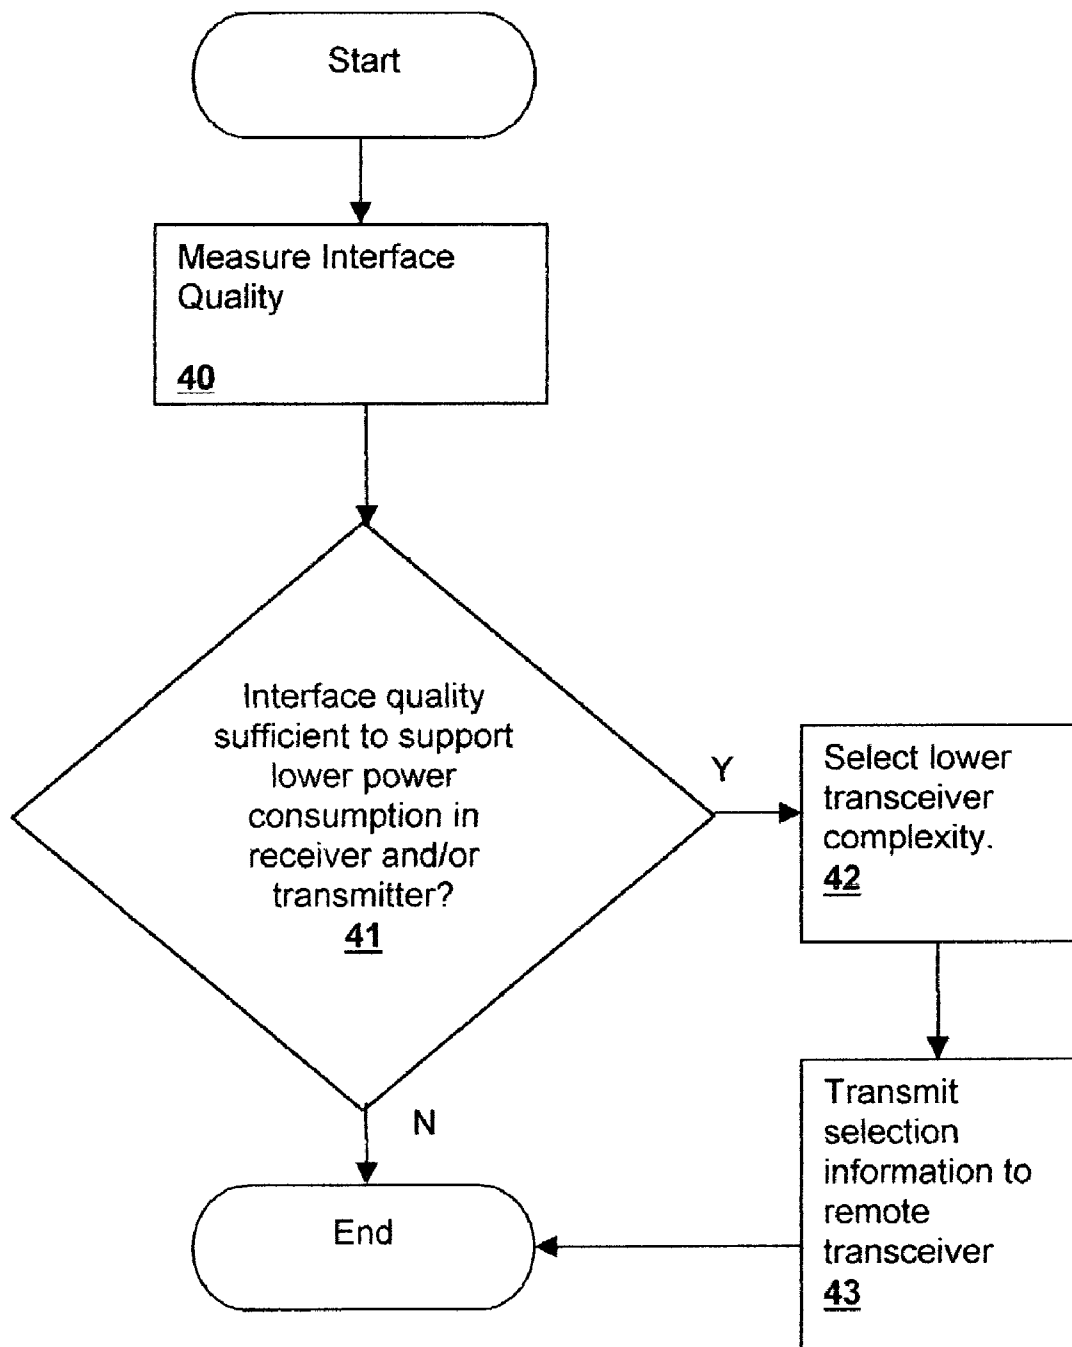 Start
Measure Interface
Quality
40
Interface quality
sufficient to support
lower power
consumption in
receiver and/or
transmitter?
41
Y
Select lower
transceiver
complexity.
42
N
Transmit
selection
information to
remote
transceiver
43
End